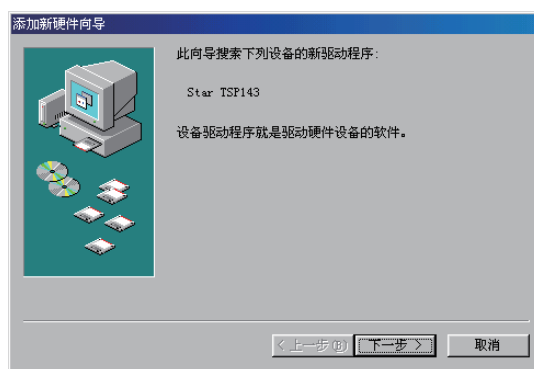 添加新硬件向导
此向导搜索下列设备的新驱动程序:
Star TSP143
设备驱动程序就是驱动硬件设备的软件。
< 上一步(B)
下一步 >
取消